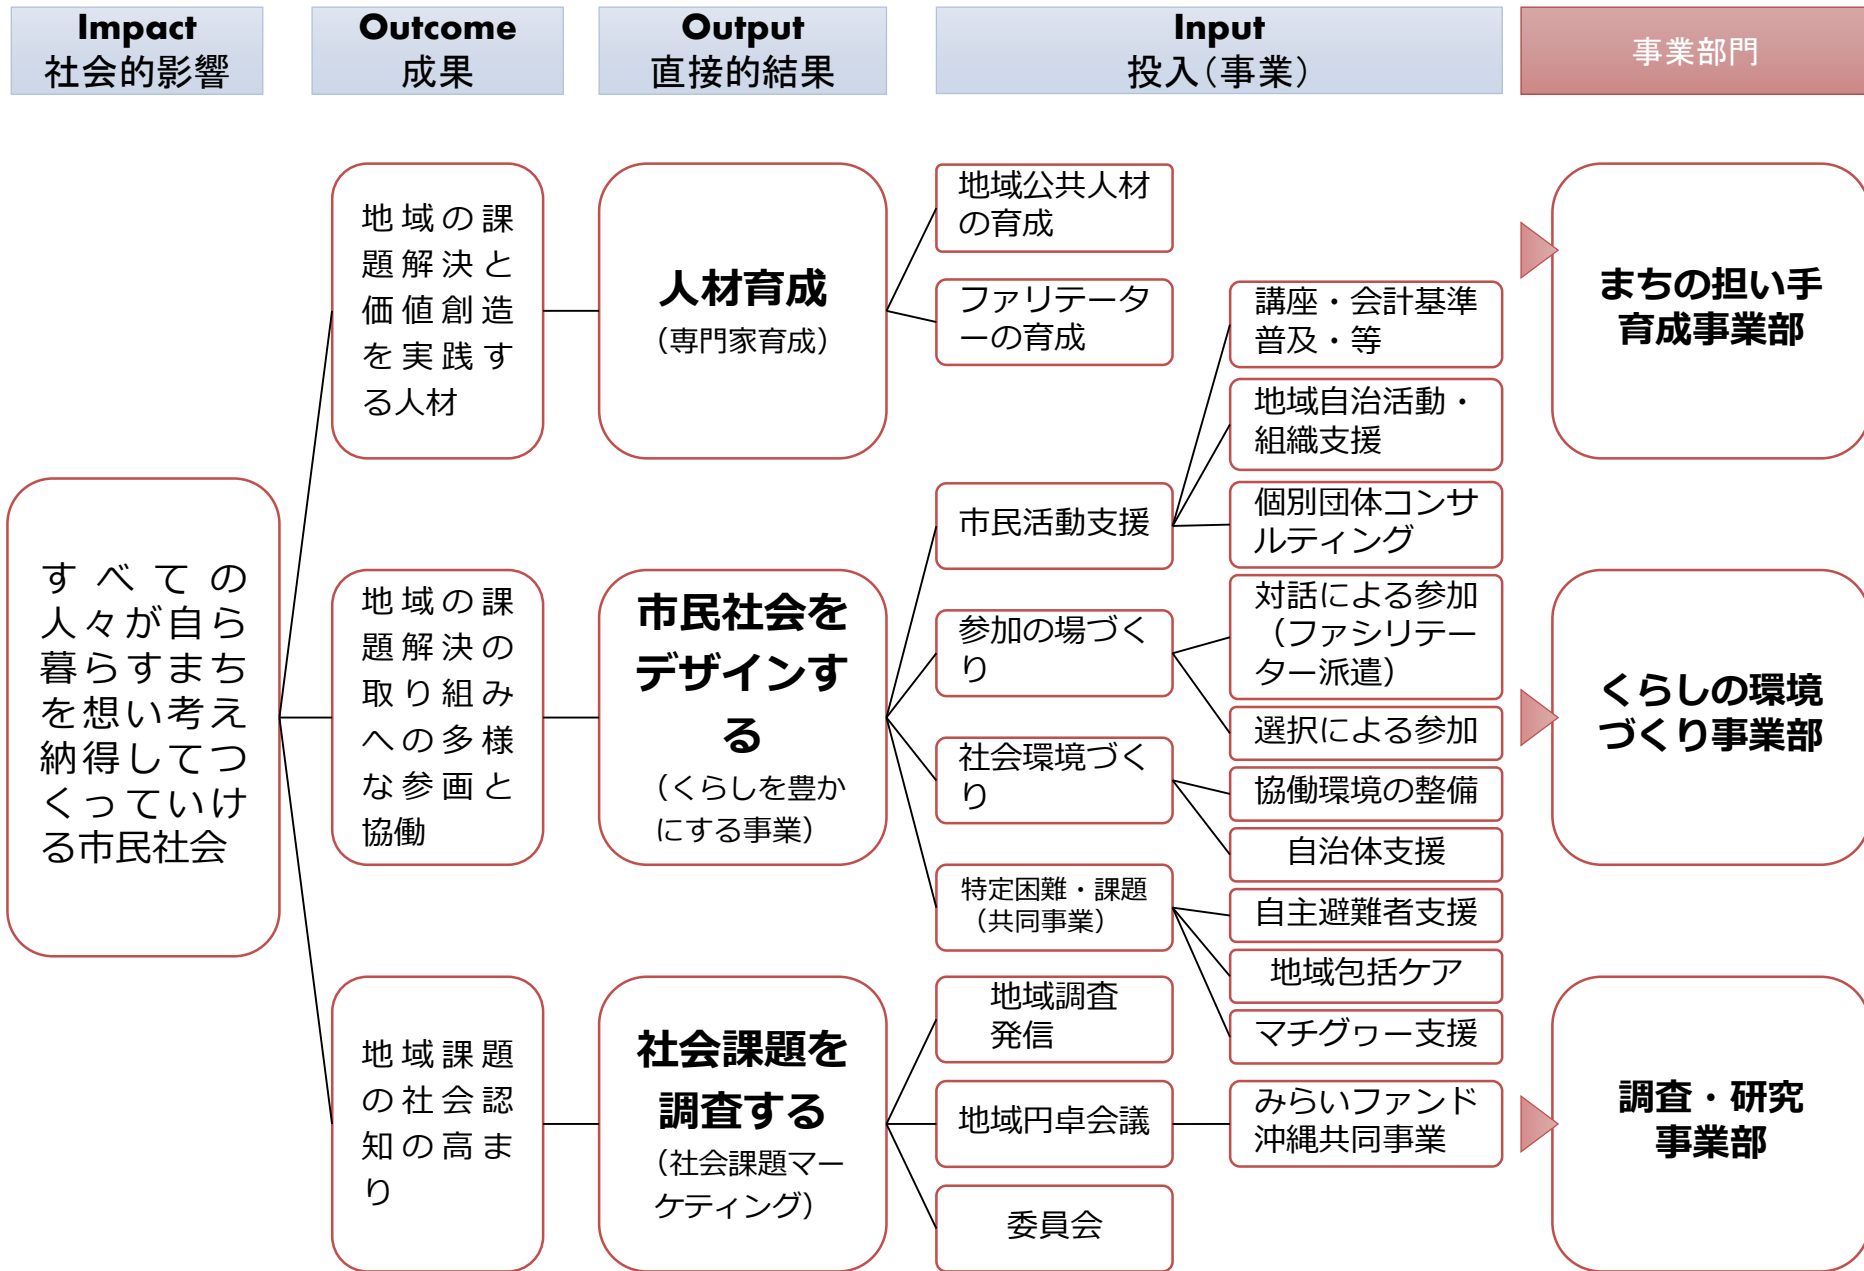 Impact
社会的影響
Outcome
成果
Output
直接的結果
Input
投入（事業）
事業部門
すべての
人々が自ら
暮らすまち
を想い考え
納得してつ
くっていけ
る市民社会
地域の課
題解決と
価値創造
を実践す
る人材
人材育成
（専門家育成）
地域公共人材
の育成
ファリテータ
ーの育成
まちの担い手
育成事業部
地域の課
題解決の
取り組み
への多様
な参画と
協働
市民社会を
デザインす
る
（くらしを豊か
にする事業）
市民活動支援
講座・会計基準
普及・等
地域自治活動・
組織支援
個別団体コンサ
ルティング
参加の場づく
り
対話による参加
（ファシリテー
ター派遣）
選択による参加
社会環境づく
り
協働環境の整備
自治体支援
特定困難・課題
（共同事業）
自主避難者支援
地域包括ケア
マチグヮー支援
くらしの環境
づくり事業部
地域課題
の社会認
知の高ま
り
社会課題を
調査する
（社会課題マー
ケティング）
地域調査
発信
地域円卓会議
みらいファンド
沖縄共同事業
委員会
調査・研究
事業部